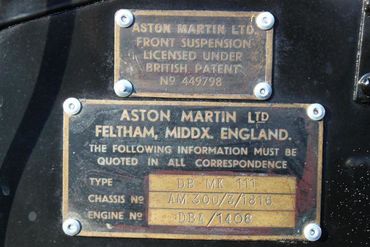 ASTON MARTIN LTD.
FRONT SUSPENSION
LICENSED UNDER
BRITISH PATENT
Nº 449798
ASTON MARTIN LTD
FELTHAM, MIDDX. ENGLAND.
THE FOLLOWING INFORMATION MUST BE
QUOTED IN ALL CORRESPONDENCE
TYPE DB MK 111
CHASSIS Nº AM 300/3/1818
ENGINE Nº DBA/1408